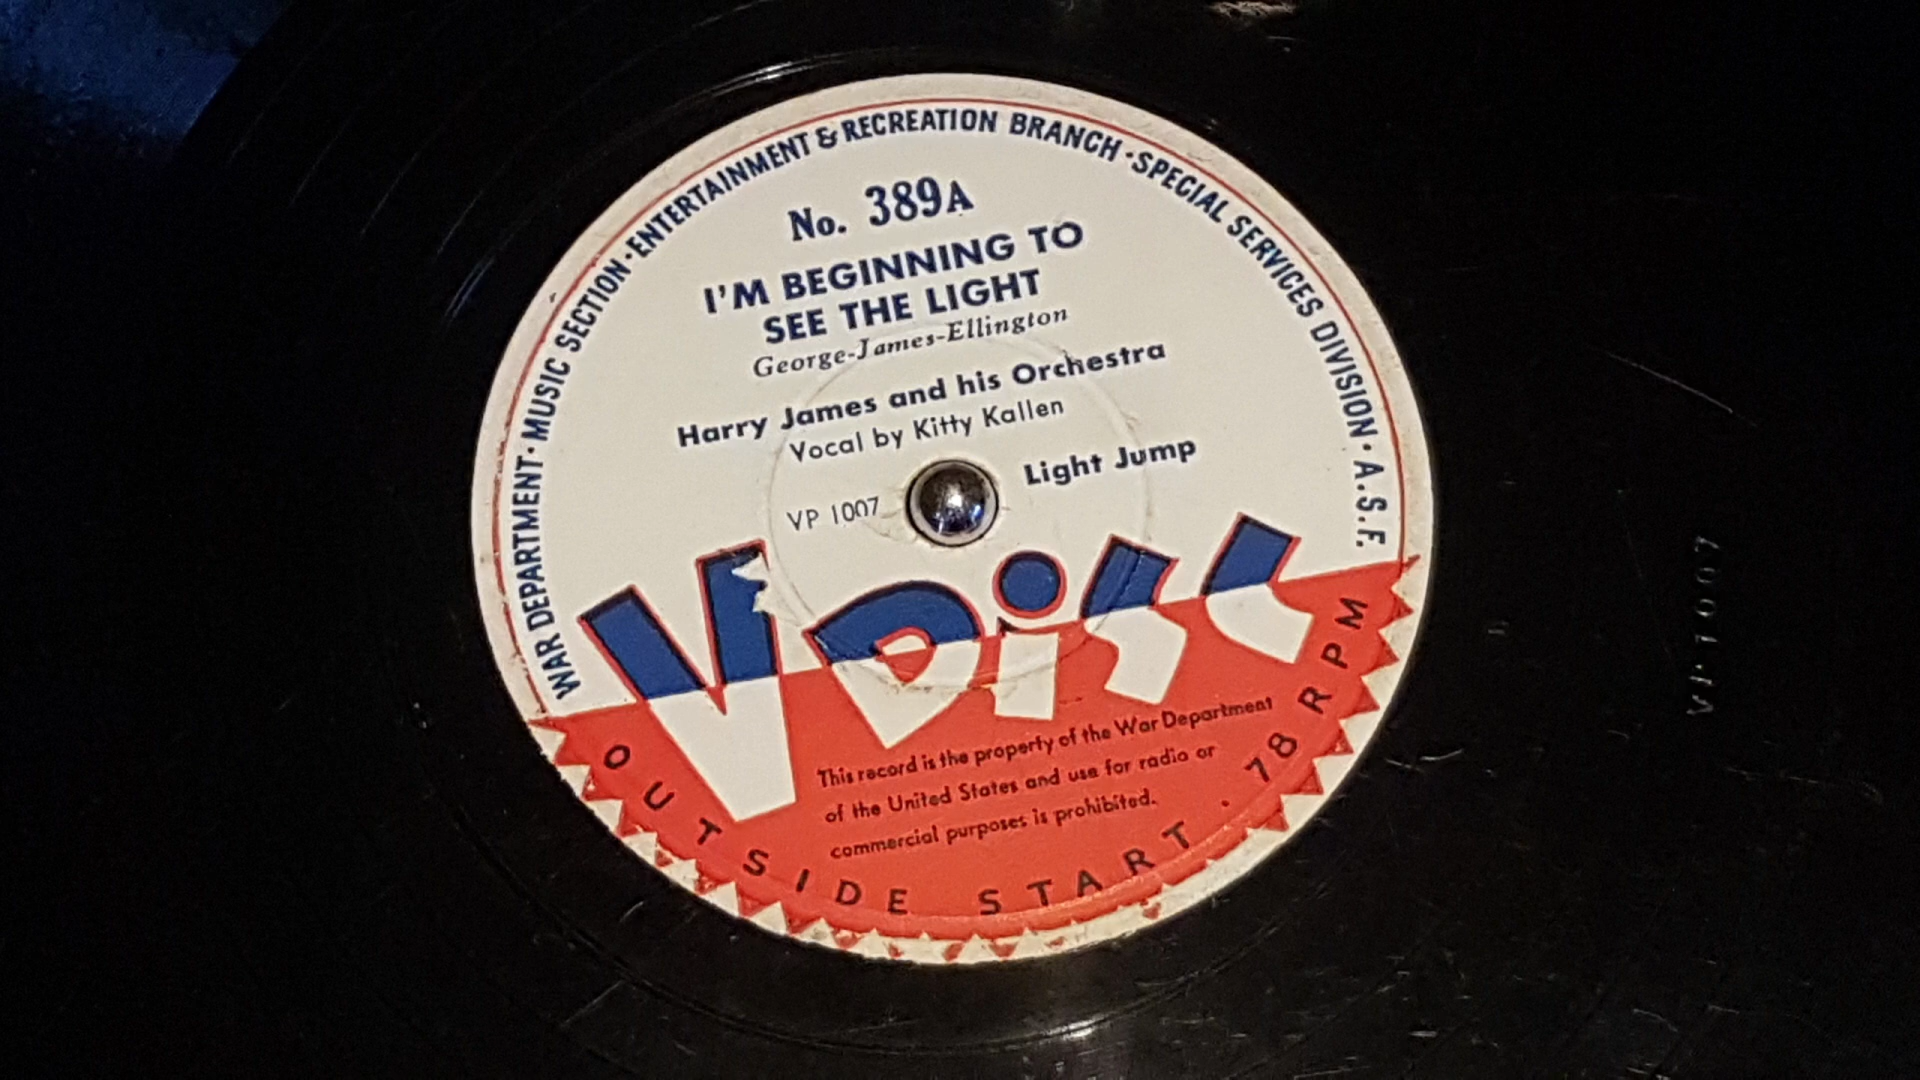 WAR DEPARTMENT · MUSIC SECTION · ENTERTAINMENT & RECREATION BRANCH · SPECIAL SERVICES DIVISION · A.S.F.
No. 389A
I'M BEGINNING TO
SEE THE LIGHT
George-James-Ellington
Harry James and his Orchestra
Vocal by Kitty Kallen
Light Jump
VP 1007
V Disc
This record is the property of the War Department
of the United States and use for radio or
commercial purposes is prohibited.
OUTSIDE START · 78 RPM
VP1007